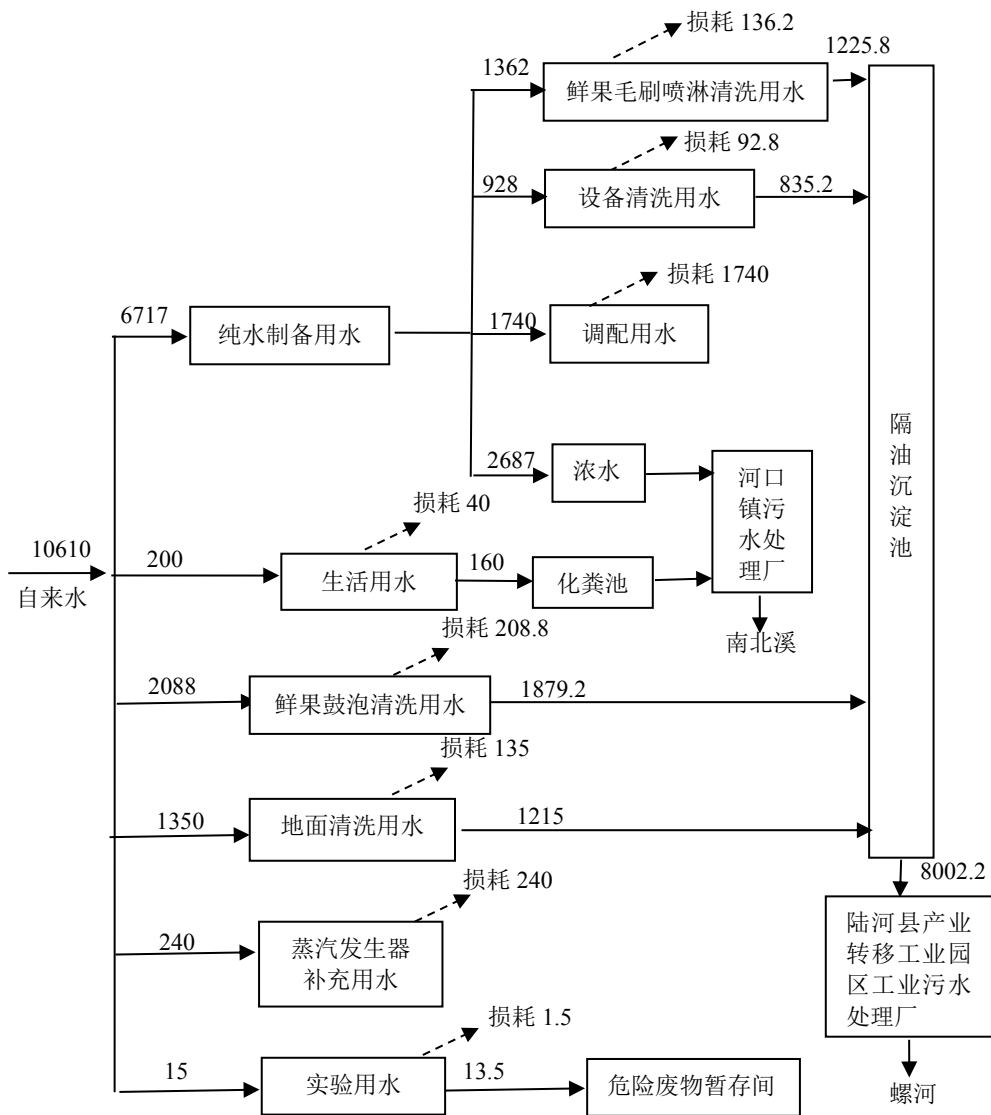 损耗 136.2
1362
鲜果毛刷喷淋清洗用水
1225.8
损耗 92.8
928
设备清洗用水
835.2
损耗 1740
6717
纯水制备用水
1740
调配用水
隔
油
沉
淀
池
2687
浓水
河口
镇污
水处
理厂
损耗 40
10610
自来水
200
生活用水
160
化粪池
南北溪
损耗 208.8
2088
鲜果鼓泡清洗用水
1879.2
损耗 135
1350
地面清洗用水
1215
8002.2
损耗 240
240
蒸汽发生器
补充用水
陆河县产业
转移工业园
区工业污水
处理厂
损耗 1.5
15
实验用水
13.5
危险废物暂存间
螺河